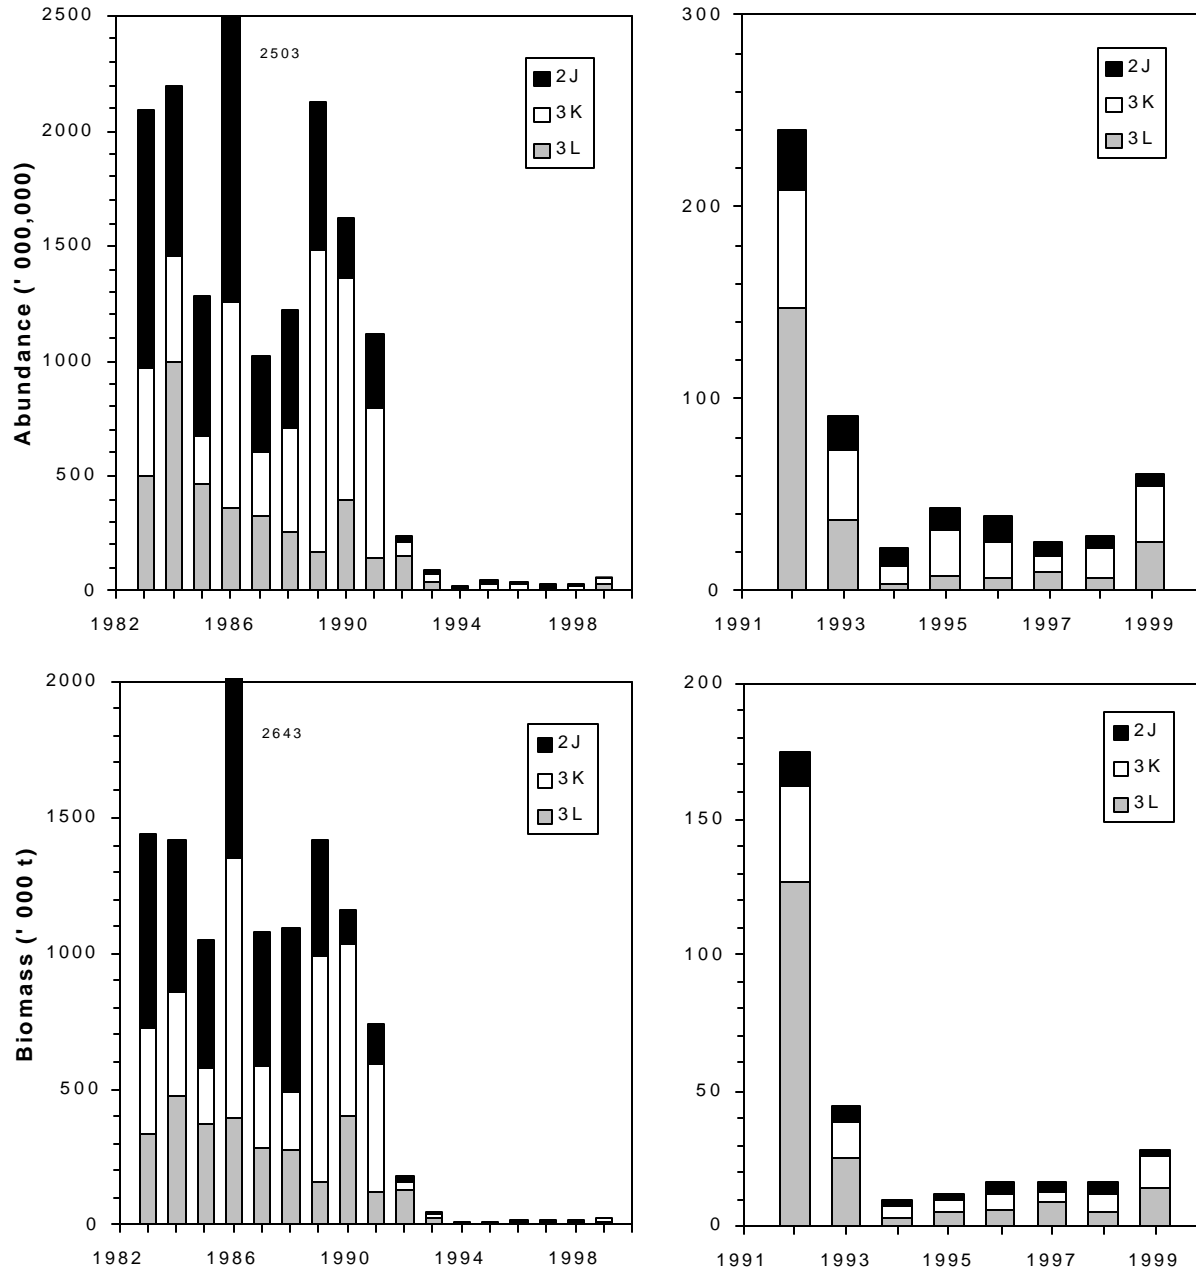 2500
2503
2J
3K
3L
2000
1500
1000
500
0
Abundance (' 000,000)
1982 1986 1990 1994 1998
300
2J
3K
3L
200
100
0
1991 1993 1995 1997 1999
2000
2643
2J
3K
3L
1500
1000
500
0
Biomass (' 000 t)
1982 1986 1990 1994 1998
200
2J
3K
3L
150
100
50
0
1991 1993 1995 1997 1999